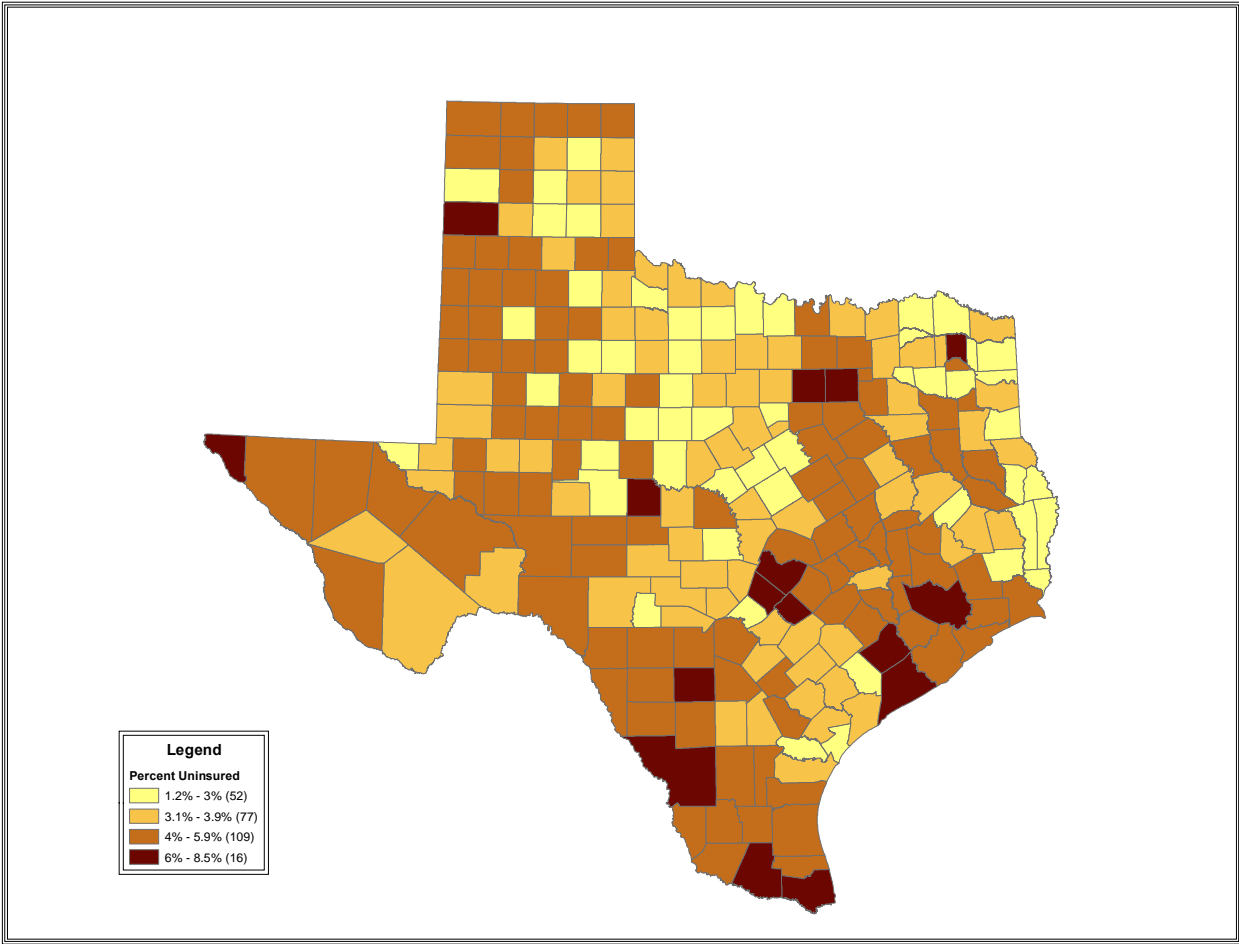 Legend
Percent Uninsured
1.2% - 3% (52)
3.1% - 3.9% (77)
4% - 5.9% (109)
6% - 8.5% (16)